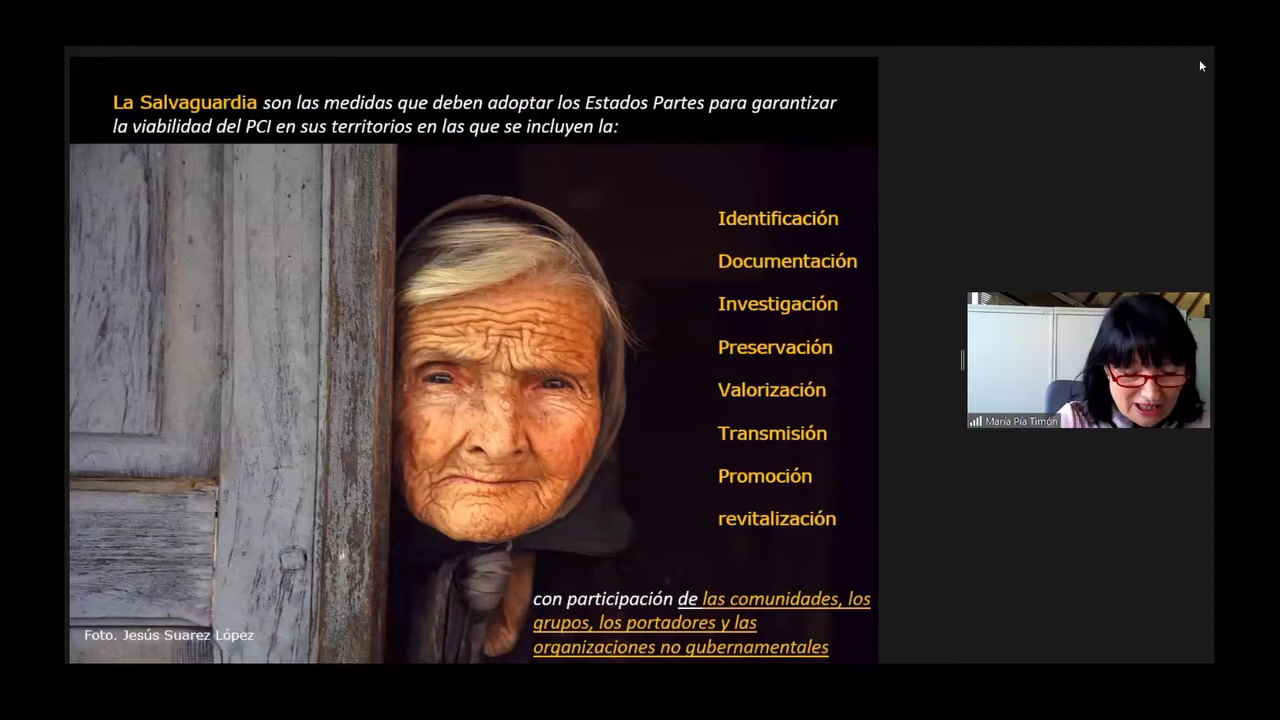 La Salvaguardia son las medidas que deben adoptar los Estados Partes para garantizar
la viabilidad del PCI en sus territorios en las que se incluyen la:
Identificación
Documentación
Investigación
Preservación
Valorización
Transmisión
Promoción
revitalización
con participación de las comunidades, los
grupos, los portadores y las
organizaciones no gubernamentales
Foto. Jesús Suarez López
María Pía Timón